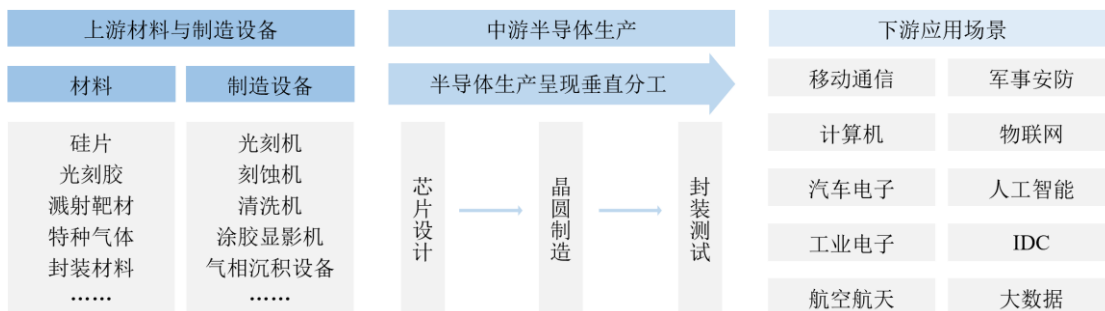 上游材料与制造设备
材料
制造设备
硅片
光刻胶
溅射靶材
特种气体
封装材料
……
光刻机
刻蚀机
清洗机
涂胶显影机
气相沉积设备
……
中游半导体生产
半导体生产呈现垂直分工
芯片设计
晶圆制造
封装测试
下游应用场景
移动通信
军事安防
计算机
物联网
汽车电子
人工智能
工业电子
IDC
航空航天
大数据